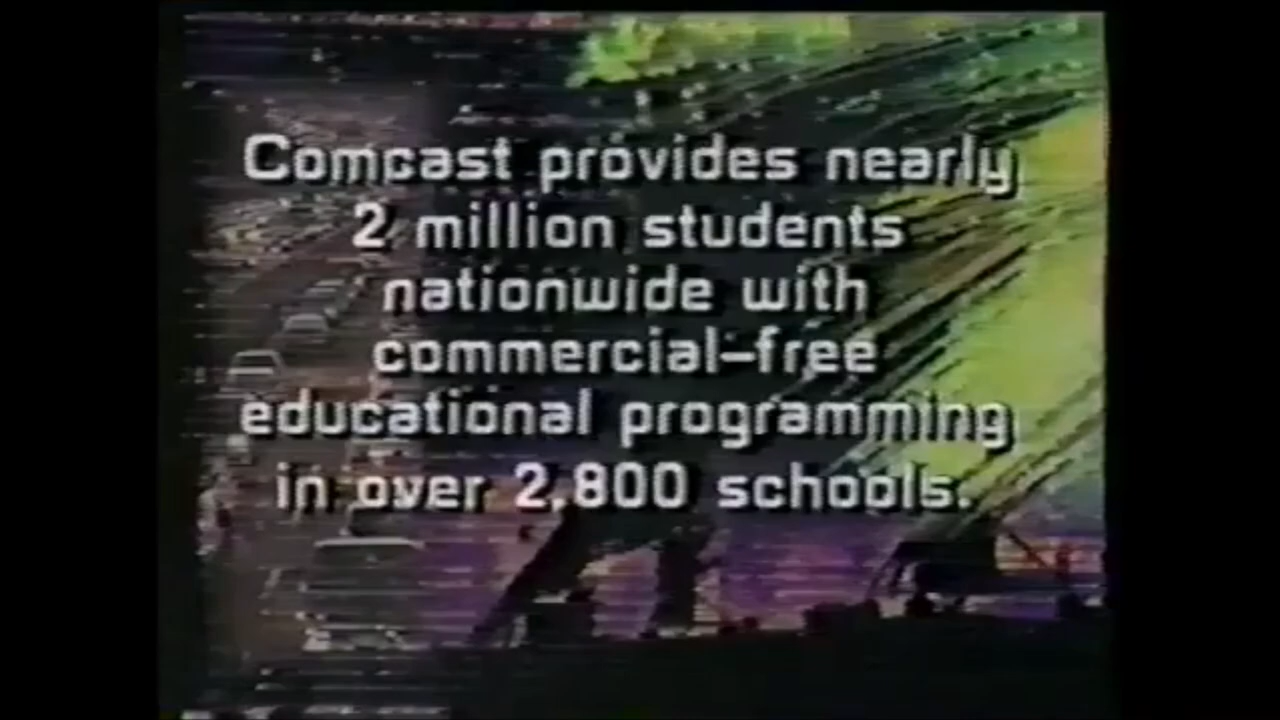 Comcast provides nearly
2 million students
nationwide with
commercial-free
educational programming
in over 2,800 schools.